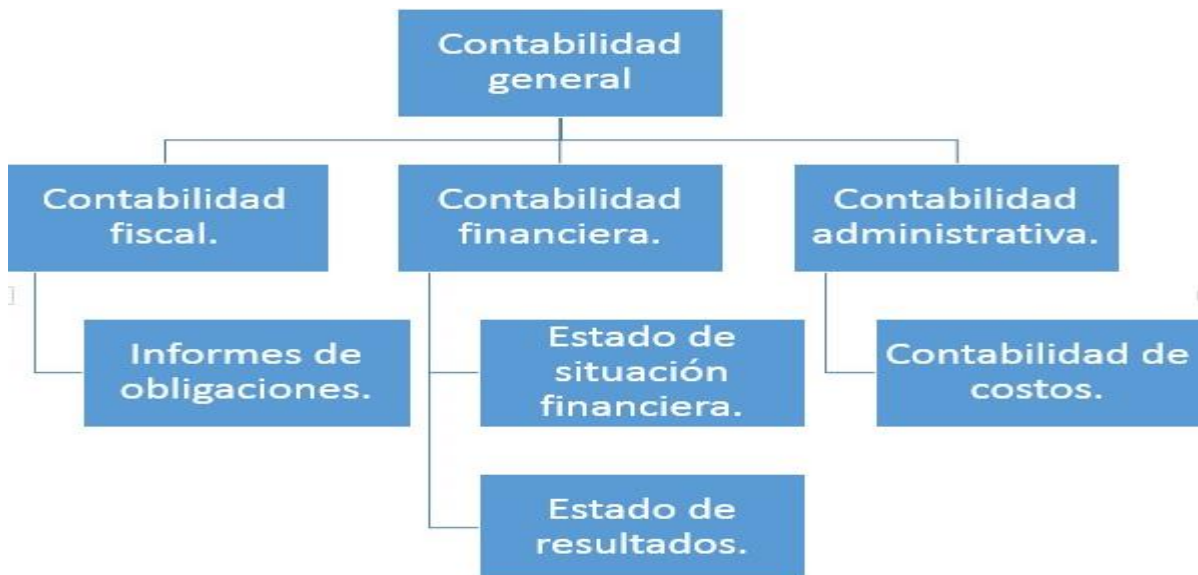 Contabilidad
general
Contabilidad
fiscal.
Contabilidad
financiera.
Contabilidad
administrativa.
Informes de
obligaciones.
Estado de
situación
financiera.
Contabilidad de
costos.
Estado de
resultados.